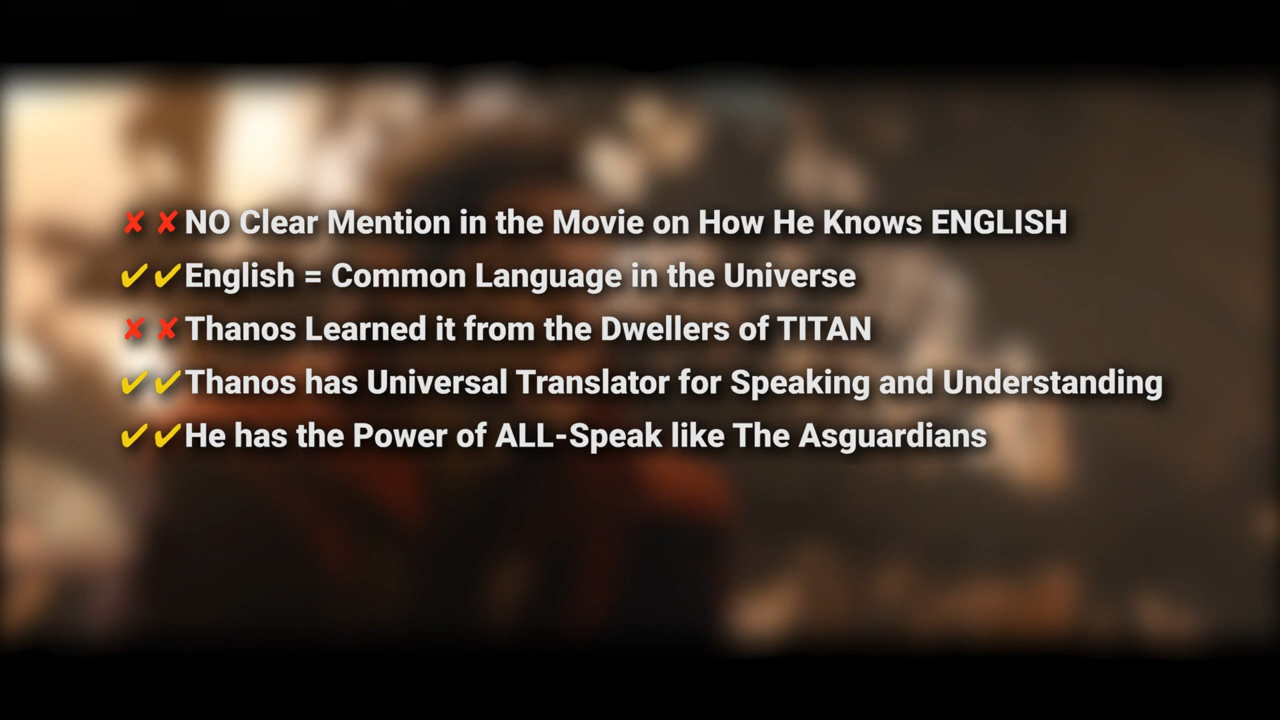 ✘ ✘ NO Clear Mention in the Movie on How He Knows ENGLISH
✔✔English = Common Language in the Universe
✘ ✘ Thanos Learned it from the Dwellers of TITAN
✔✔Thanos has Universal Translator for Speaking and Understanding
✔✔He has the Power of ALL-Speak like The Asguardians